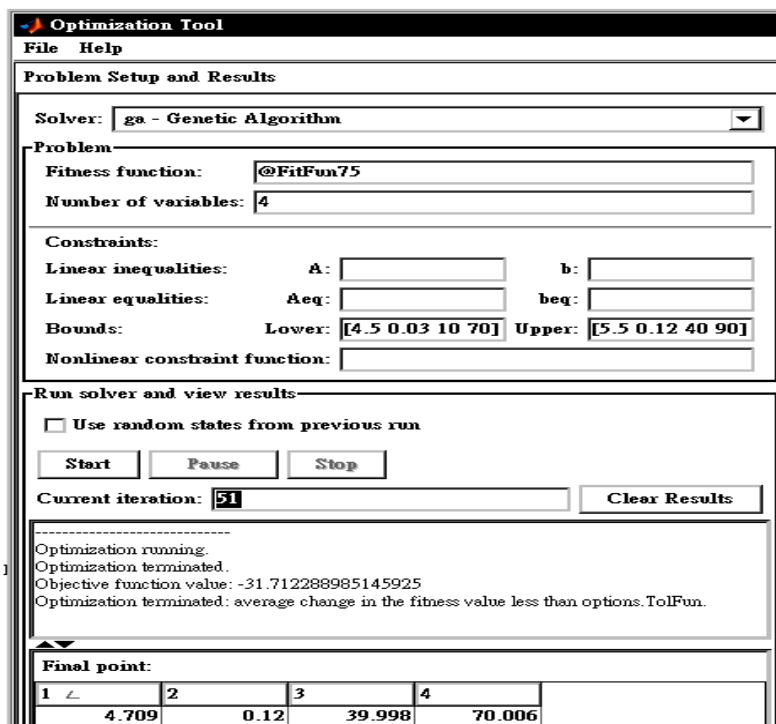 Optimization Tool
File Help
Problem Setup and Results
Solver: ga - Genetic Algorithm
Problem
Fitness function: @FitFun75
Number of variables: 4
Constraints:
Linear inequalities: A: b:
Linear equalities: Aeq: beq:
Bounds: Lower: [4.5 0.03 10 70] Upper: [5.5 0.12 40 90]
Nonlinear constraint function:
Run solver and view results
Use random states from previous run
Start Pause Stop
Current iteration: 51 Clear Results
----------------------------
Optimization running.
Optimization terminated.
Objective function value: -31.712288985145925
Optimization terminated: average change in the fitness value less than options.TolFun.
Final point:
1 2 3 4
4.709 0.12 39.998 70.006